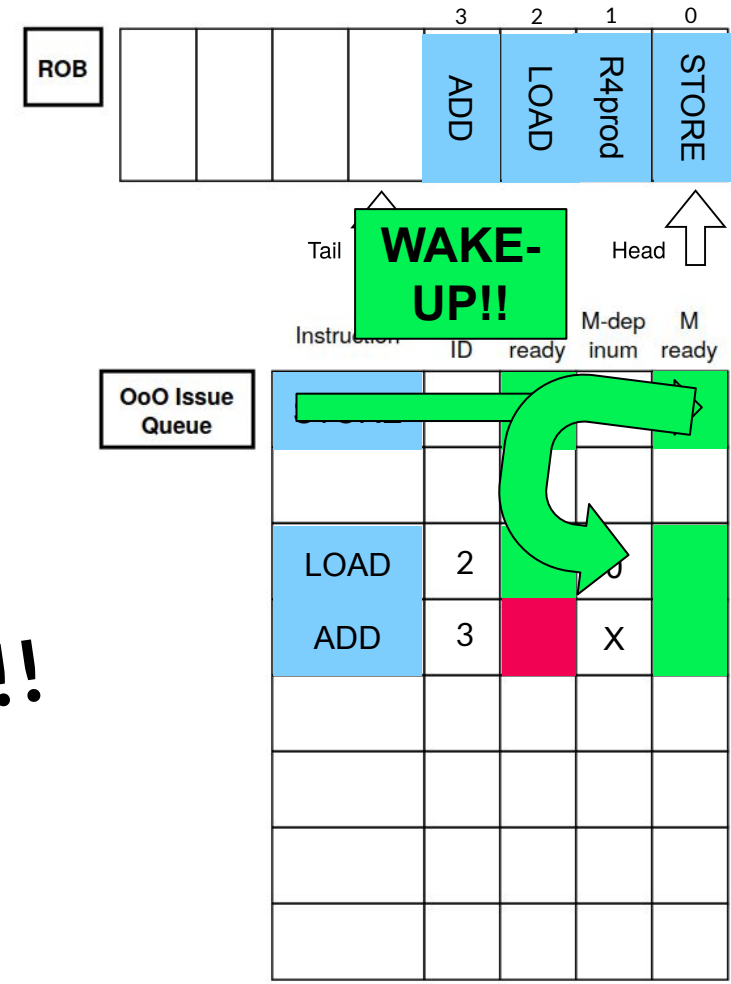 3 2 1 0
ROB
ADD
LOAD
R4prod
STORE
Tail
WAKE-
UP!!
Head
M-dep
M
ID
ready
inum
ready
OoO Issue
Queue
LOAD
2
ADD
3
X
!!